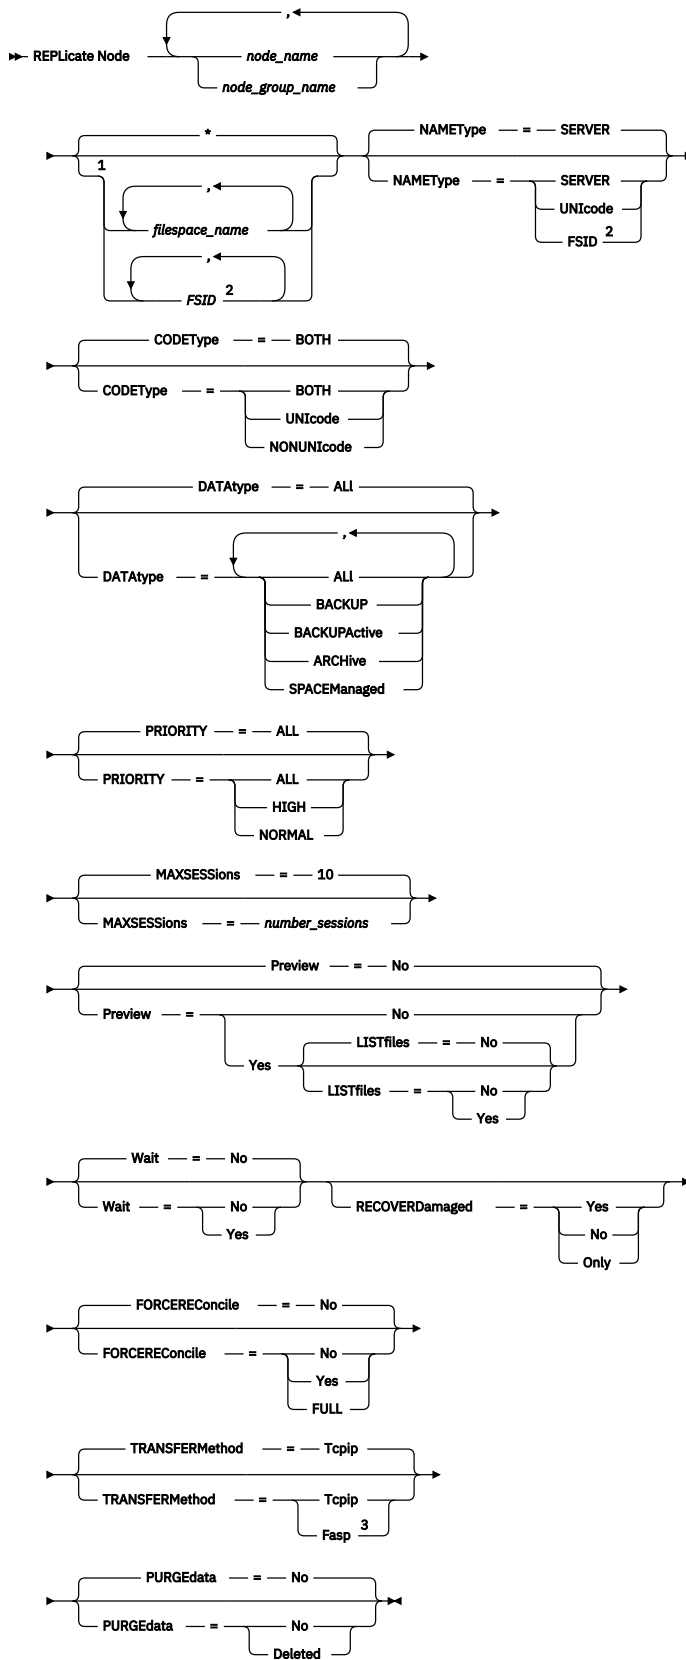 ,
REPLicate Node node_name
node_group_name
*
1
,
filespace_name
,
FSID 2
NAMEType = SERVER
NAMEType = SERVER
UNIcode
FSID 2
CODEType = BOTH
CODEType = BOTH
UNIcode
NONUNIcode
DATAtype = ALl
,
DATAtype = ALl
BACKUP
BACKUPActive
ARCHive
SPACEManaged
PRIORITY = ALL
PRIORITY = ALL
HIGH
NORMAL
MAXSESSions = 10
MAXSESSions = number_sessions
Preview = No
Preview = No
LISTfiles = No
Yes
LISTfiles = No
Yes
Wait = No
Wait = No
Yes
RECOVERDamaged = Yes
No
Only
FORCEREConcile = No
FORCEREConcile = No
Yes
FULL
TRANSFERMethod = Tcpip
TRANSFERMethod = Tcpip
Fasp 3
PURGEdata = No
PURGEdata = No
Deleted